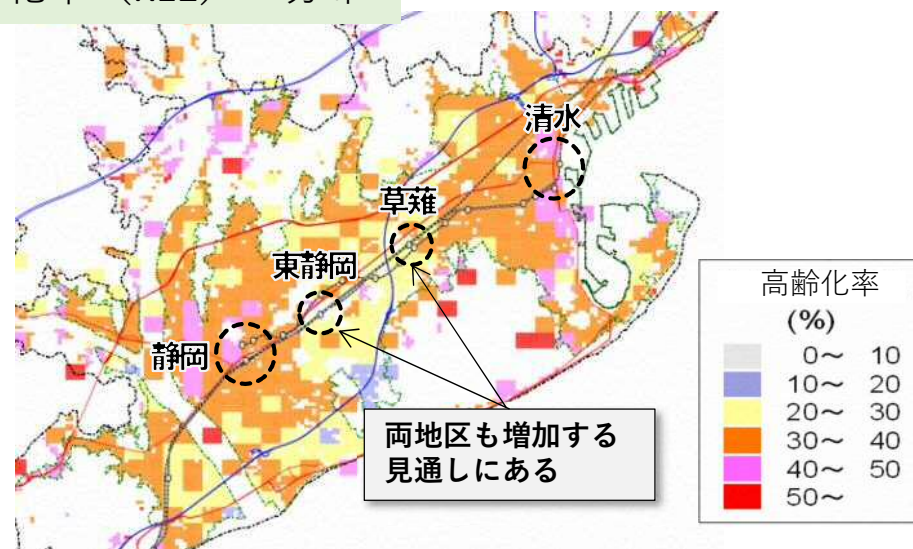 清水
草薙
東静岡
静岡
両地区も増加する
見通しにある
高齢化率
(%)
0~ 10
10~ 20
20~ 30
30~ 40
40~ 50
50~